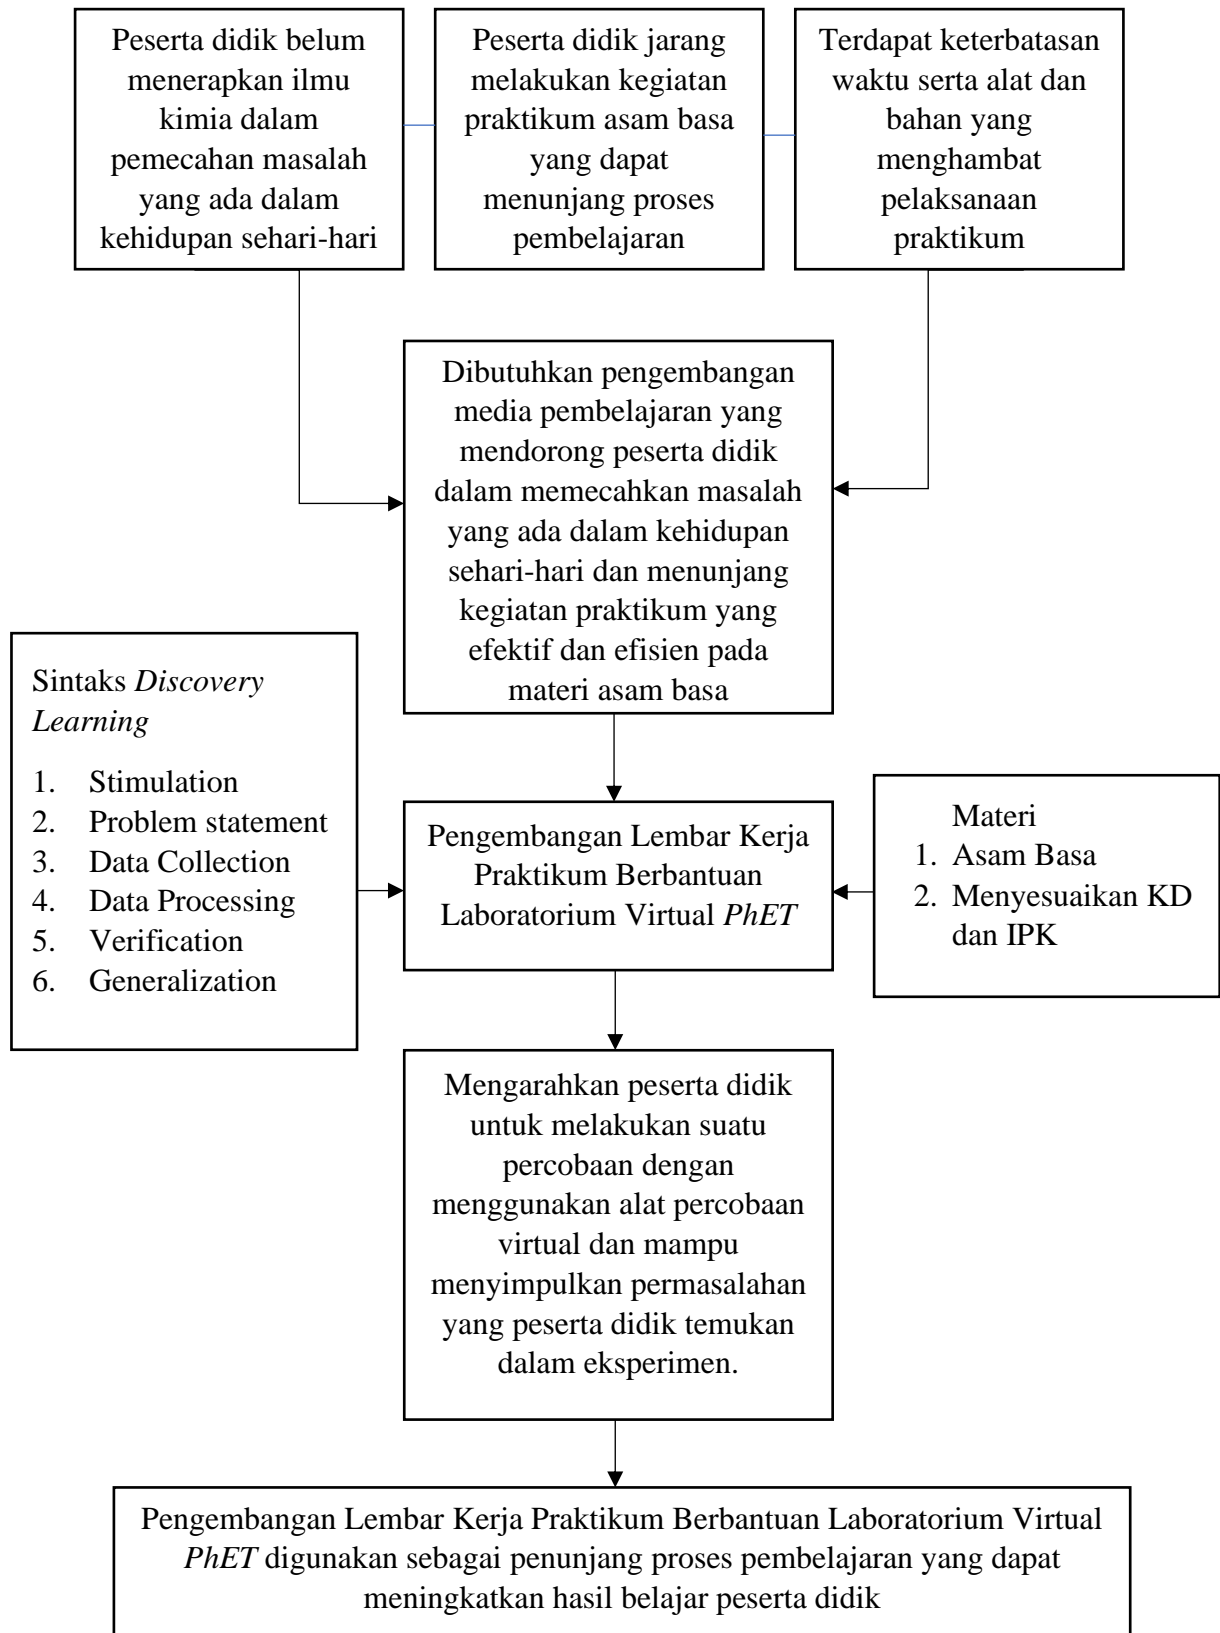 Peserta didik belum
menerapkan ilmu
kimia dalam
pemecahan masalah
yang ada dalam
kehidupan sehari-hari
Peserta didik jarang
melakukan kegiatan
praktikum asam basa
yang dapat
menunjang proses
pembelajaran
Terdapat keterbatasan
waktu serta alat dan
bahan yang
menghambat
pelaksanaan
praktikum
Dibutuhkan pengembangan
media pembelajaran yang
mendorong peserta didik
dalam memecahkan masalah
yang ada dalam kehidupan
sehari-hari dan menunjang
kegiatan praktikum yang
efektif dan efisien pada
materi asam basa
Sintaks Discovery
Learning
1. Stimulation
2. Problem statement
3. Data Collection
4. Data Processing
5. Verification
6. Generalization
Pengembangan Lembar Kerja
Praktikum Berbantuan
Laboratorium Virtual PhET
Materi
1. Asam Basa
2. Menyesuaikan KD
dan IPK
Mengarahkan peserta didik
untuk melakukan suatu
percobaan dengan
menggunakan alat percobaan
virtual dan mampu
menyimpulkan permasalahan
yang peserta didik temukan
dalam eksperimen.
Pengembangan Lembar Kerja Praktikum Berbantuan Laboratorium Virtual
PhET digunakan sebagai penunjang proses pembelajaran yang dapat
meningkatkan hasil belajar peserta didik